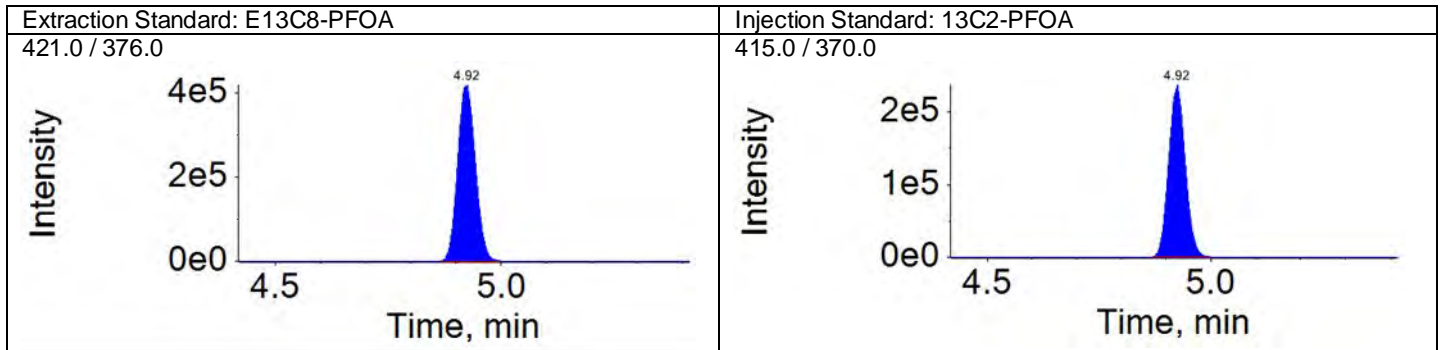 Extraction Standard: E13C8-PFOA
421.0 / 376.0
4.92
4e5
2e5
0e0
Intensity
4.5 5.0
Time, min
Injection Standard: 13C2-PFOA
415.0 / 370.0
4.92
2e5
1e5
0e0
Intensity
4.5 5.0
Time, min